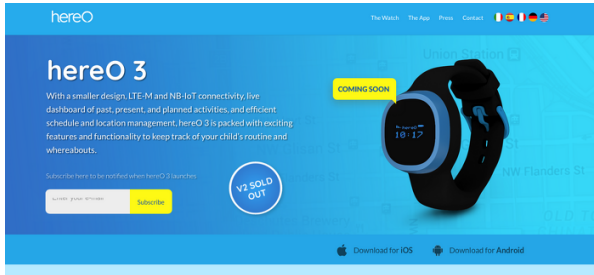 hereO
The Watch The App Press Contact
Union Station
hereO 3
COMING SOON
With a smaller design, LTE-M and NB-IoT connectivity, live
dashboard of past, present, and planned activities, and efficient
schedule and location management, hereO 3 is packed with exciting
features and functionality to keep track of your child's routine and
whereabouts.
hereO
10:17
St
NW Flanders St
Subscribe here to be notified when hereO 3 launches
V2 SOLD
OUT
Subscribe
OLD T
Download for iOS Download for Android